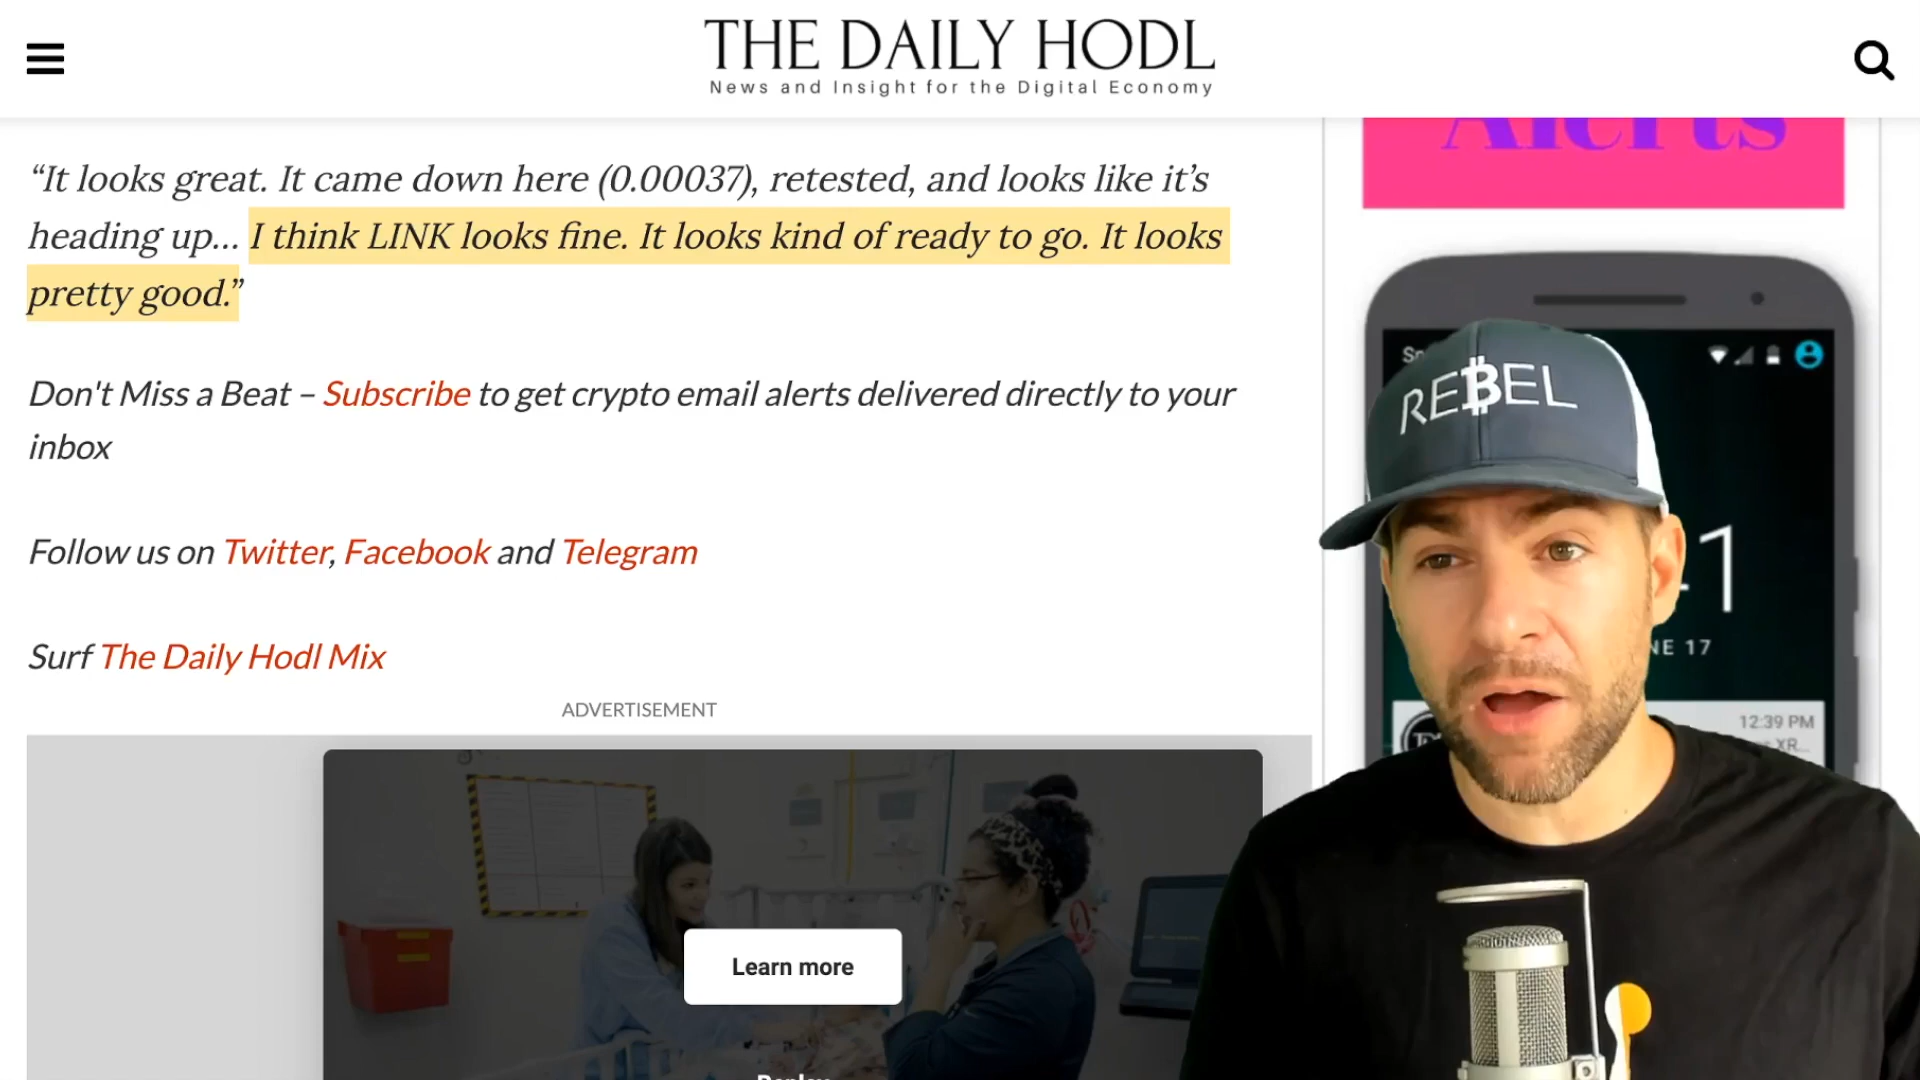 THE DAILY HODL
News and Insight for the Digital Economy
Alerts
“It looks great. It came down here (0.00037), retested, and looks like it’s
heading up... I think LINK looks fine. It looks kind of ready to go. It looks
pretty good.”
Don't Miss a Beat – Subscribe to get crypto email alerts delivered directly to your
inbox
Follow us on Twitter, Facebook and Telegram
Surf The Daily Hodl Mix
ADVERTISEMENT
Learn more
REBEL
12:39 PM